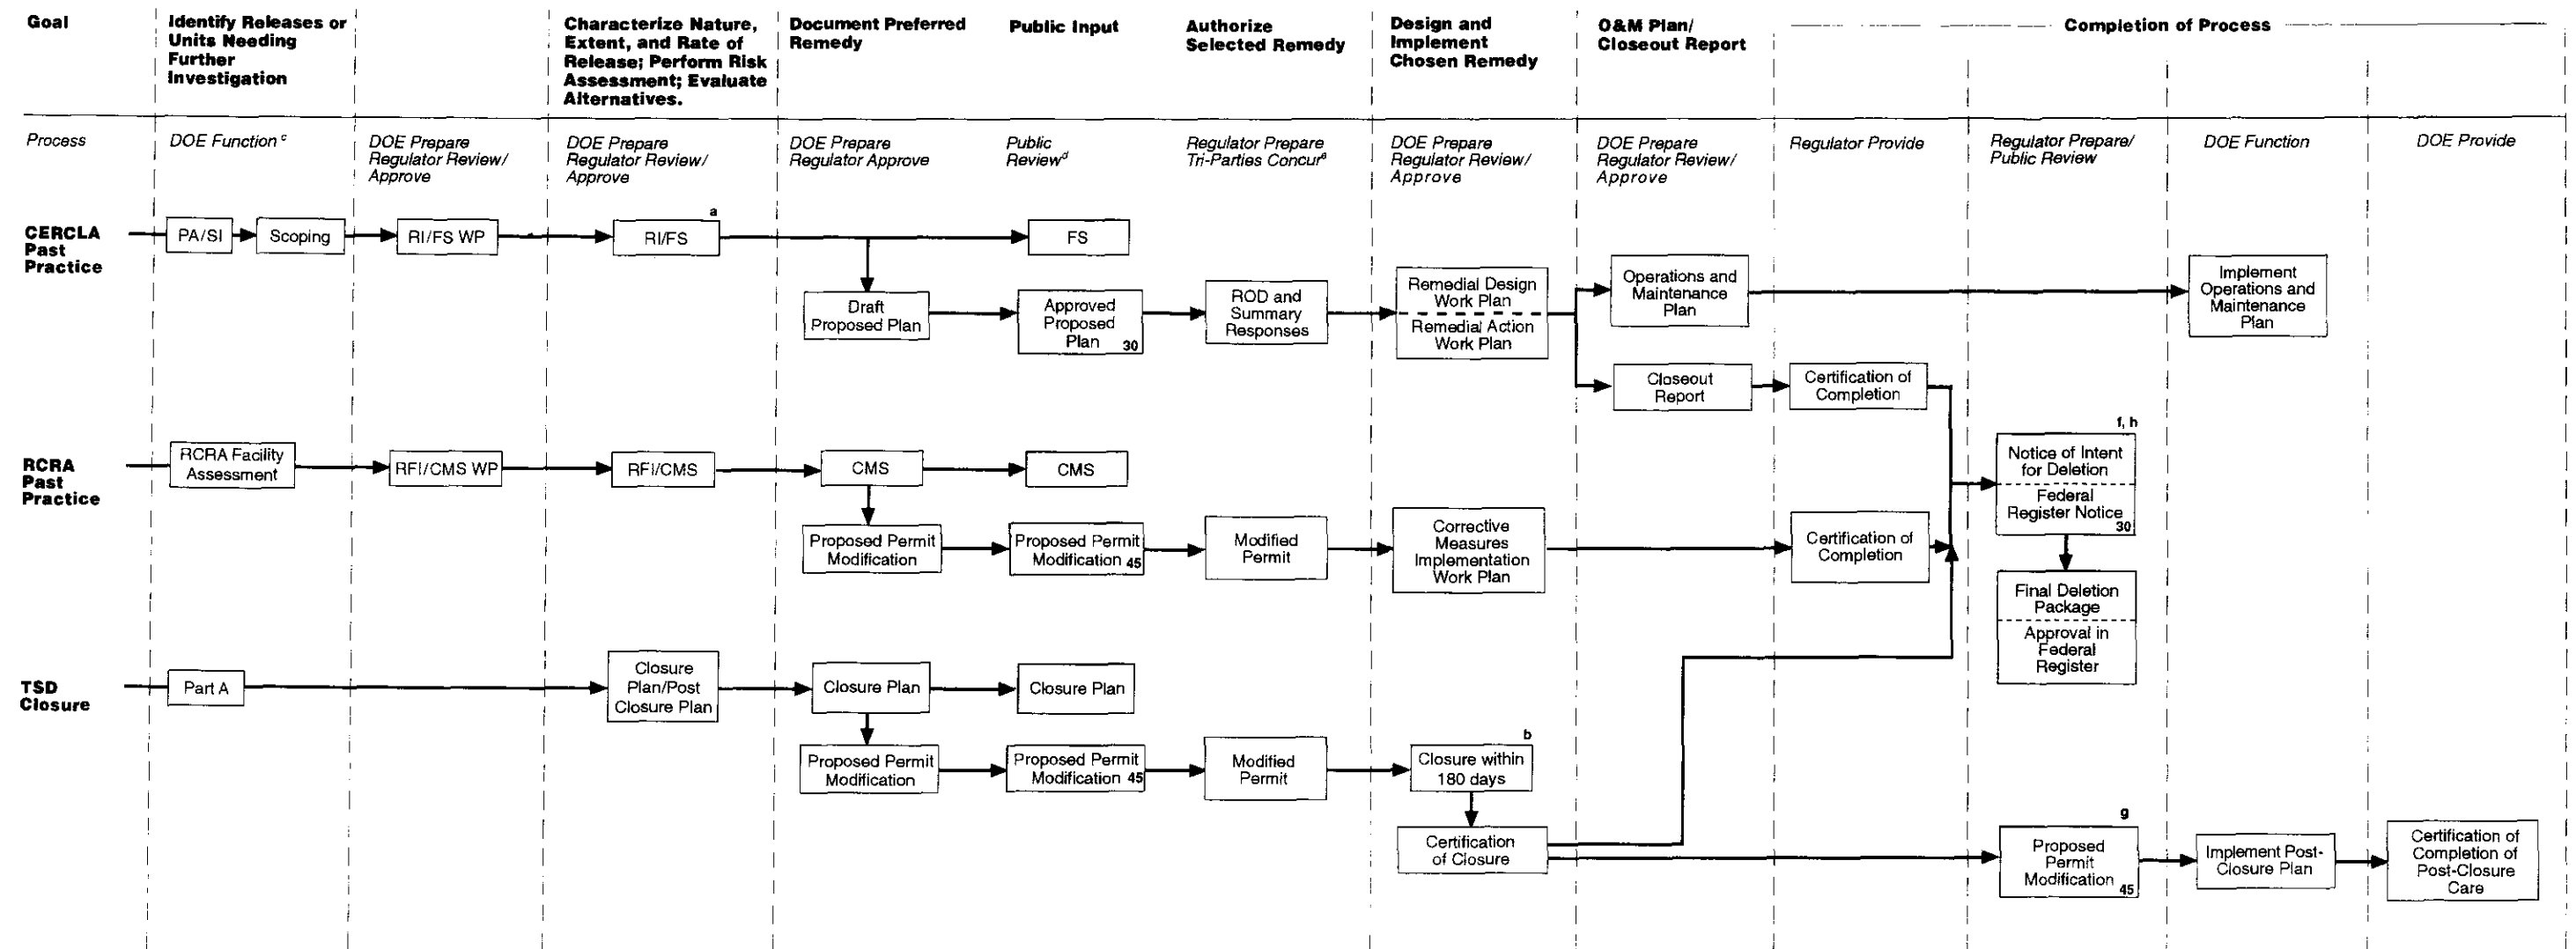 Goal
Identify Releases or
Units Needing
Further
Investigation
Characterize Nature,
Extent, and Rate of
Release; Perform Risk
Assessment; Evaluate
Alternatives.
Document Preferred
Remedy
Public Input
Authorize
Selected Remedy
Design and
Implement
Chosen Remedy
O&M Plan/
Closeout Report
Completion of Process
Process
DOE Function c
DOE Prepare
Regulator Review/
Approve
DOE Prepare
Regulator Review/
Approve
DOE Prepare
Regulator Approve
Public
Review d
Regulator Prepare
Tri-Parties Concur e
DOE Prepare
Regulator Review/
Approve
DOE Prepare
Regulator Review/
Approve
Regulator Provide
Regulator Prepare/
Public Review
DOE Function
DOE Provide
CERCLA
Past
Practice
PA/SI
Scoping
RI/FS WP
a
RI/FS
FS
Draft
Proposed Plan
Approved
Proposed
Plan 30
ROD and
Summary
Responses
Remedial Design
Work Plan
Remedial Action
Work Plan
Operations and
Maintenance
Plan
Implement
Operations and
Maintenance
Plan
Closeout
Report
Certification of
Completion
RCRA
Past
Practice
RCRA Facility
Assessment
RFI/CMS WP
RFI/CMS
CMS
CMS
Proposed Permit
Modification
Proposed Permit
Modification 45
Modified
Permit
Corrective
Measures
Implementation
Work Plan
Certification of
Completion
f, h
Notice of Intent
for Deletion
Federal
Register Notice
30
Final Deletion
Package
Approval in
Federal
Register
TSD
Closure
Part A
Closure
Plan/Post
Closure Plan
Closure Plan
Closure Plan
Proposed Permit
Modification
Proposed Permit
Modification 45
Modified
Permit
b
Closure within
180 days
Certification
of Closure
g
Proposed
Permit
Modification
45
Implement Post-
Closure Plan
Certification of
Completion of
Post-Closure
Care